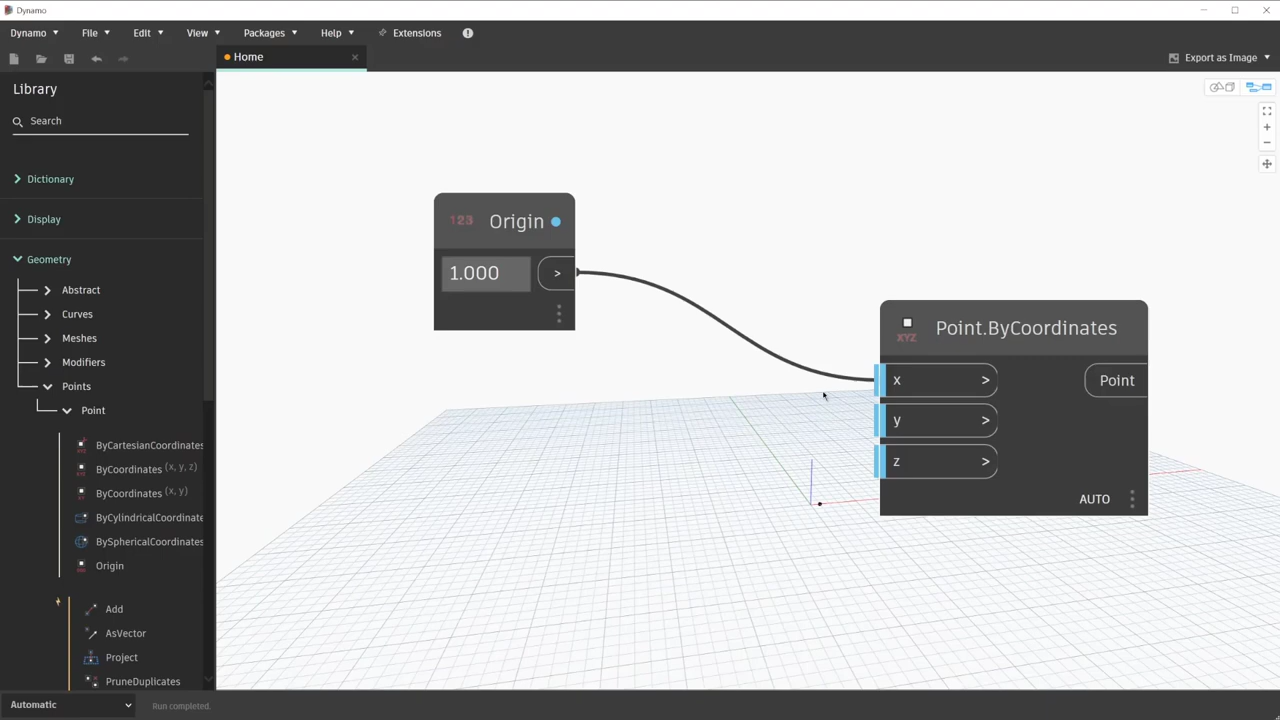 Dynamo
Dynamo File Edit View Packages Help Extensions
Home
Export as Image
Library
Search
Dictionary
Display
Geometry
Abstract
Curves
Meshes
Modifiers
Points
Point
ByCartesianCoordinates
ByCoordinates (x, y, z)
ByCoordinates (x, y)
ByCylindricalCoordinate
BySphericalCoordinates
Origin
Add
AsVector
Project
PruneDuplicates
123 Origin
1.000 >
XYZ Point.ByCoordinates
x > Point
y >
z >
AUTO
Automatic
Run completed.